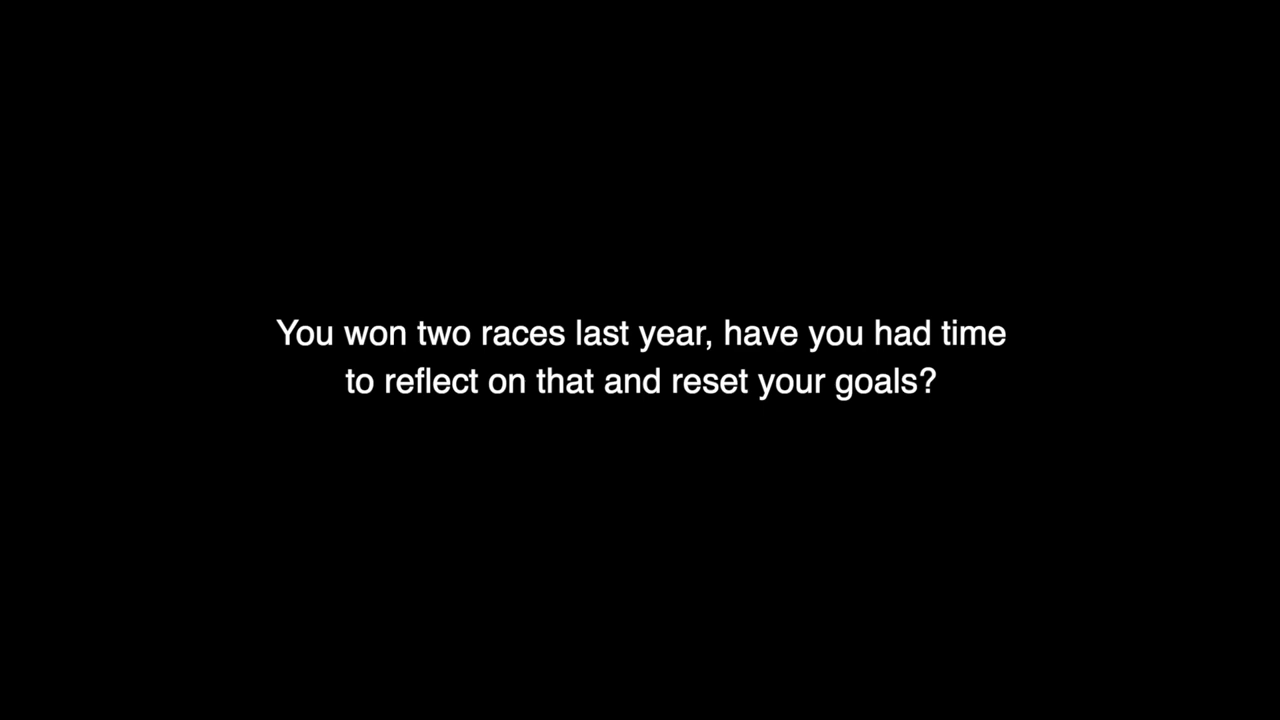 You won two races last year, have you had time
to reflect on that and reset your goals?